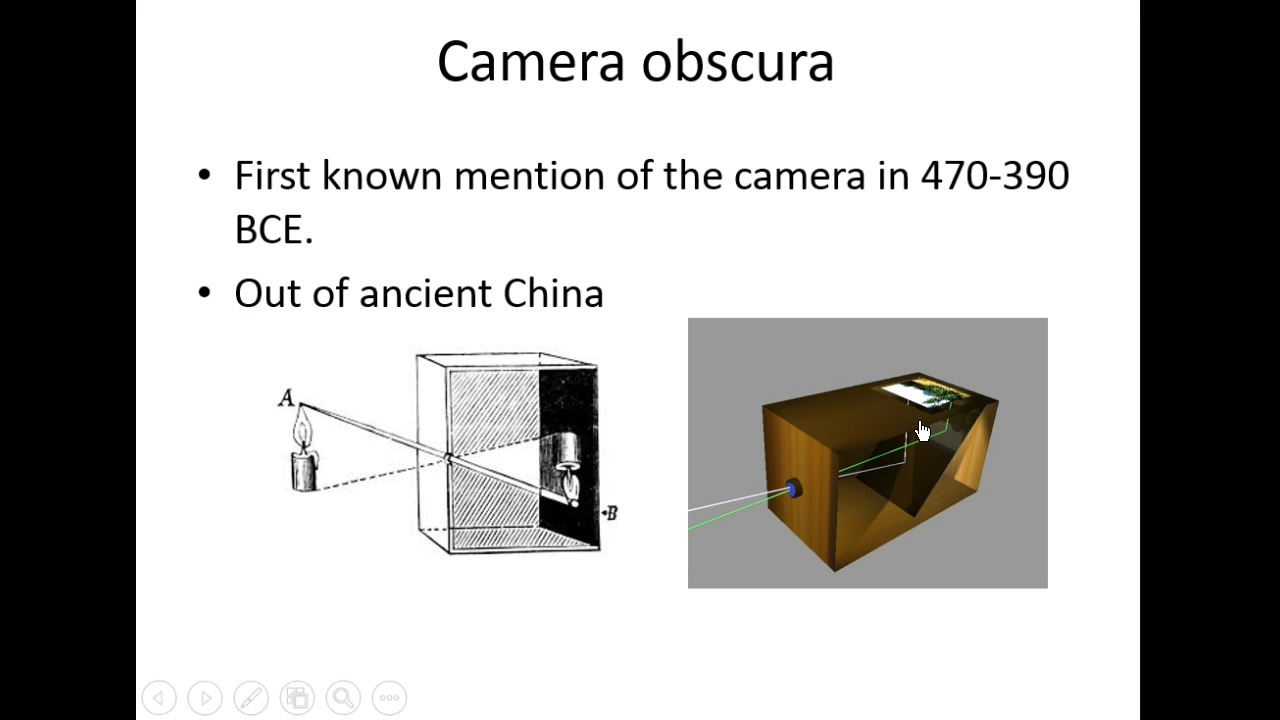 Camera obscura
• First known mention of the camera in 470-390
BCE.
• Out of ancient China
A
B